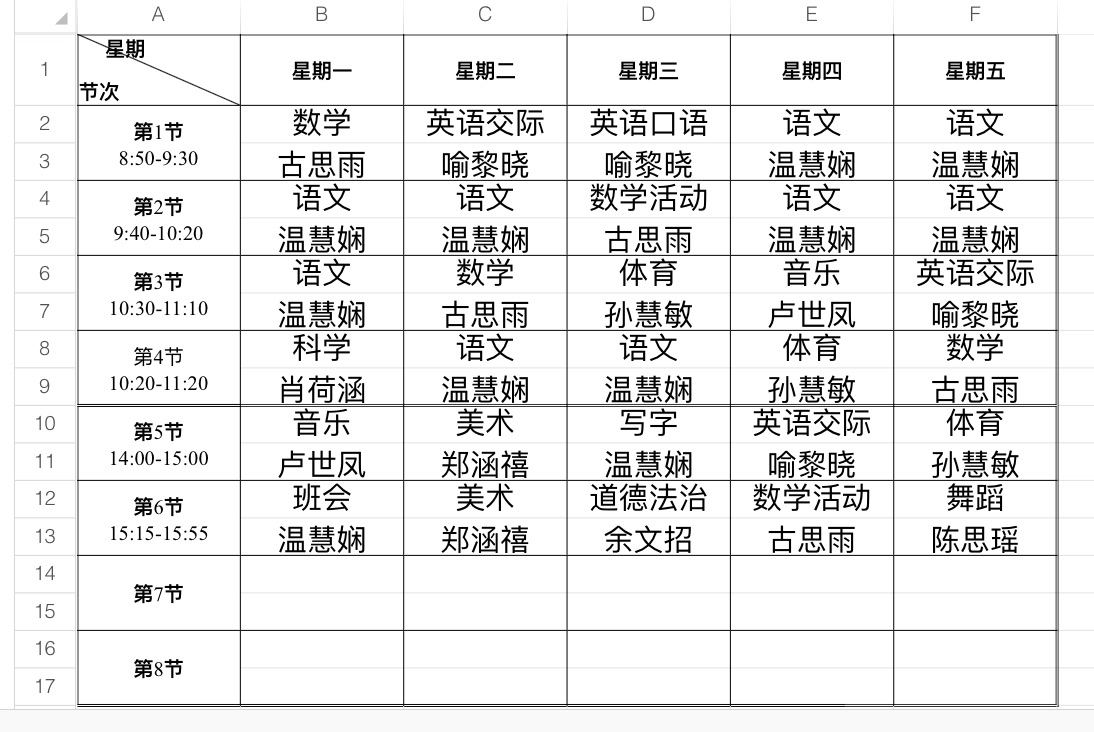 A B C D E F
1 星期 节次 星期一 星期二 星期三 星期四 星期五
2 第1节 数学 英语交际 英语口语 语文 语文
3 8:50-9:30 古思雨 喻黎晓 喻黎晓 温慧娴 温慧娴
4 第2节 语文 语文 数学活动 语文 语文
5 9:40-10:20 温慧娴 温慧娴 古思雨 温慧娴 温慧娴
6 第3节 语文 数学 体育 音乐 英语交际
7 10:30-11:10 温慧娴 古思雨 孙慧敏 卢世凤 喻黎晓
8 第4节 科学 语文 语文 体育 数学
9 10:20-11:20 肖荷涵 温慧娴 温慧娴 孙慧敏 古思雨
10 第5节 音乐 美术 写字 英语交际 体育
11 14:00-15:00 卢世凤 郑涵禧 温慧娴 喻黎晓 孙慧敏
12 第6节 班会 美术 道德法治 数学活动 舞蹈
13 15:15-15:55 温慧娴 郑涵禧 余文招 古思雨 陈思瑶
14
第7节
15
16
第8节
17